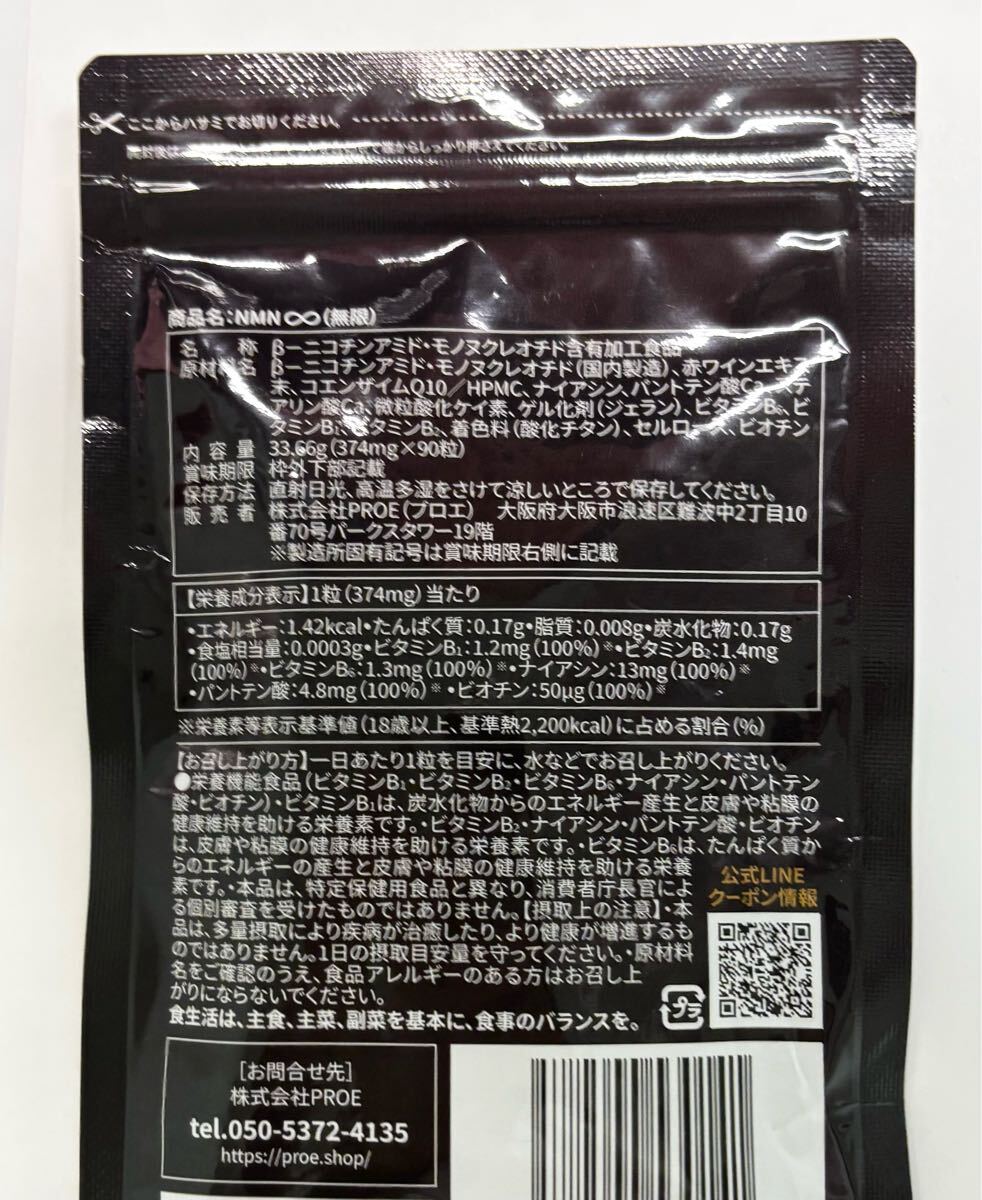 ここからハサミでお切りください。
開封後は からしっかり押さえてください。
商品名:NMN∞(無限)
名称 β-ニコチンアミド・モノヌクレオチド含有加工食品
原材料名 β-ニコチンアミド・モノヌクレオチド(国内製造)、赤ワインエキス
末、コエンザイムQ10/HPMC、ナイアシン、パントテン酸Ca、ステ
アリン酸Ca、微粒酸化ケイ素、ゲル化剤(ジェラン)、ビタミンB₆、ビ
タミンB₁、ビタミンB₂、着色料(酸化チタン)、セルロース、ビオチン
内容量 33.66g(374mg×90粒)
賞味期限 枠外下部記載
保存方法 直射日光、高温多湿をさけて涼しいところで保存してください。
販売者 株式会社PROE(プロエ) 大阪府大阪市浪速区難波中2丁目10
番70号パークスタワー19階
※製造所固有記号は賞味期限右側に記載
【栄養成分表示】1粒(374mg)当たり
・エネルギー:1.42kcal・たんぱく質:0.17g・脂質:0.008g・炭水化物:0.17g
・食塩相当量:0.0003g・ビタミンB₁:1.2mg(100%)※・ビタミンB₂:1.4mg
(100%)※・ビタミンB₆:1.3mg(100%)※・ナイアシン:13mg(100%)※
・パントテン酸:4.8mg(100%)※・ビオチン:50μg(100%)※
※栄養素等表示基準値(18歳以上、基準熱2,200kcal)に占める割合(%)
【お召し上がり方】一日あたり1粒を目安に、水などでお召し上がりください。
●栄養機能食品(ビタミンB₁・ビタミンB₂・ビタミンB₆・ナイアシン・パントテン
酸・ビオチン)・ビタミンB₁は、炭水化物からのエネルギー産生と皮膚や粘膜の
健康維持を助ける栄養素です。・ビタミンB₂・ナイアシン・パントテン酸・ビオチン
は、皮膚や粘膜の健康維持を助ける栄養素です。・ビタミンB₆は、たんぱく質か
らのエネルギーの産生と皮膚や粘膜の健康維持を助ける栄養
素です。・本品は、特定保健用食品と異なり、消費者庁長官によ
る個別審査を受けたものではありません。【摂取上の注意】・本
品は、多量摂取により疾病が治癒したり、より健康が増進するも
のではありません。1日の摂取目安量を守ってください。・原材料
名をご確認のうえ、食品アレルギーのある方はお召し上
がりにならないでください。
食生活は、主食、主菜、副菜を基本に、食事のバランスを。
公式LINE
クーポン情報
プラ
[お問合せ先]
株式会社PROE
tel.050-5372-4135
https://proe.shop/